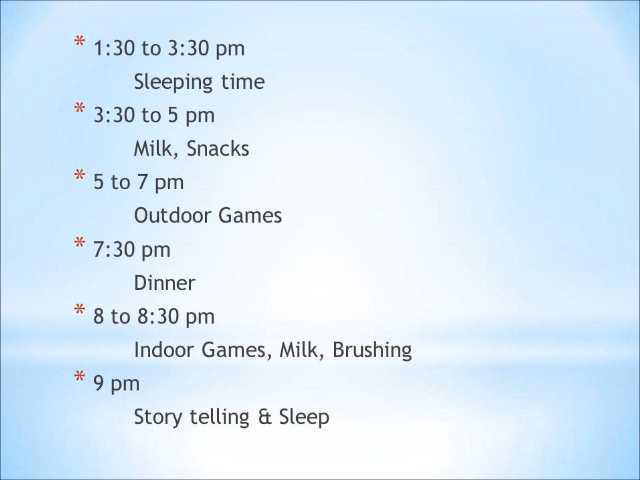 * 1:30 to 3:30 pm
Sleeping time
* 3:30 to 5 pm
Milk, Snacks
* 5 to 7 pm
Outdoor Games
* 7:30 pm
Dinner
* 8 to 8:30 pm
Indoor Games, Milk, Brushing
* 9 pm
Story telling & Sleep